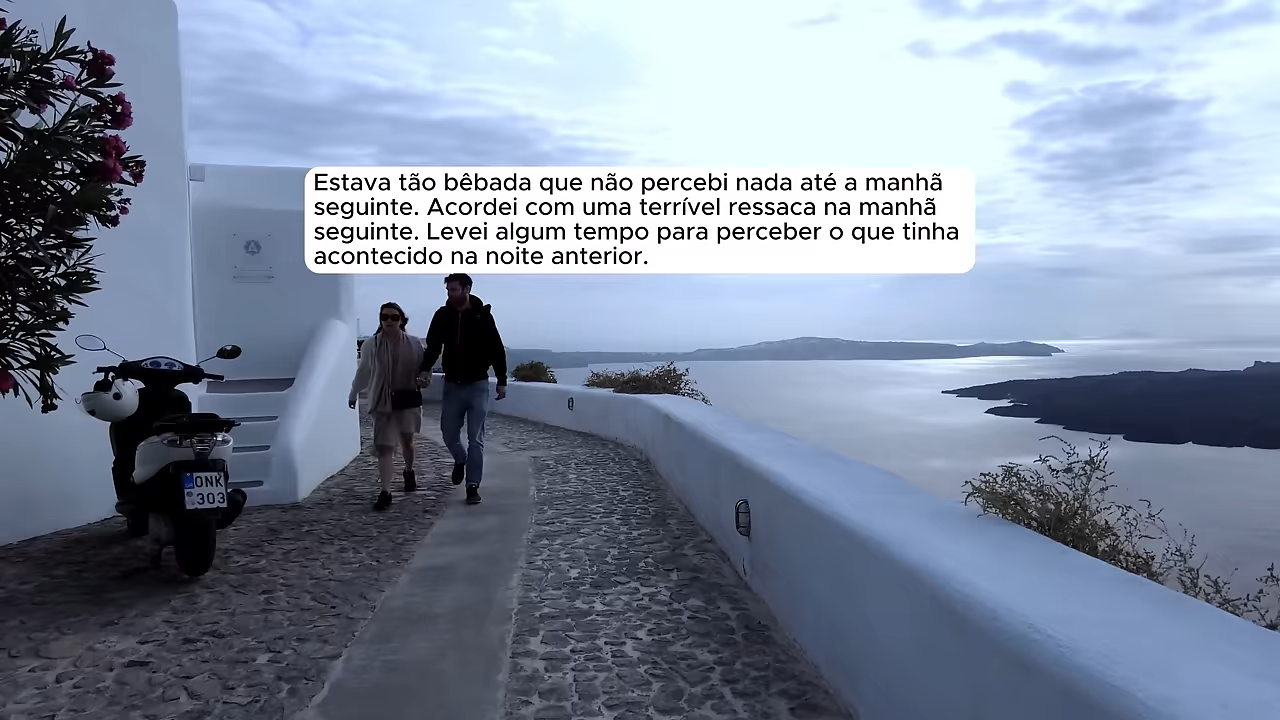 Estava tão bêbada que não percebi nada até a manhã
seguinte. Acordei com uma terrível ressaca na manhã
seguinte. Levei algum tempo para perceber o que tinha
acontecido na noite anterior.
ONK
303